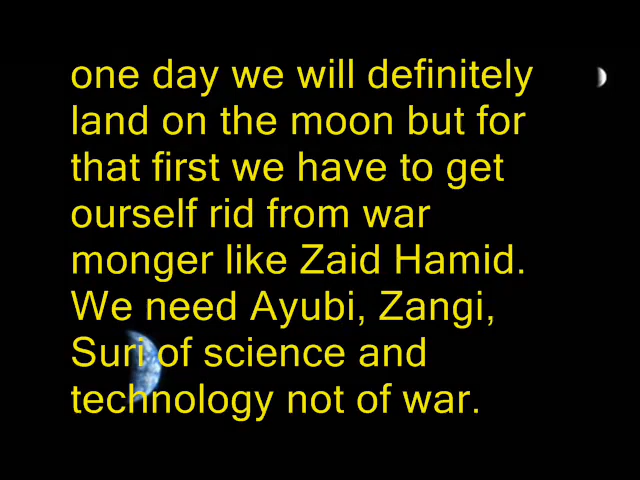 one day we will definitely
land on the moon but for
that first we have to get
ourself rid from war
monger like Zaid Hamid.
We need Ayubi, Zangi,
Suri of science and
technology not of war.